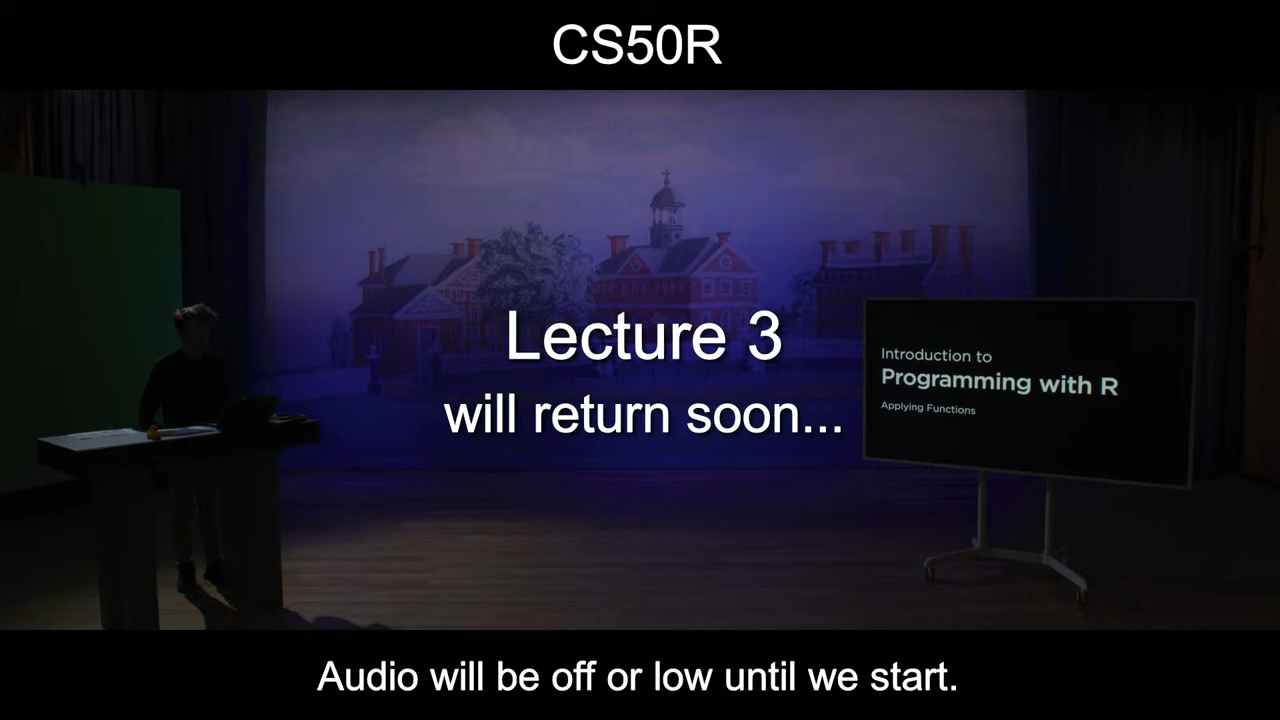 CS50R
Lecture 3
will return soon...
Introduction to
Programming with R
Applying Functions
Audio will be off or low until we start.